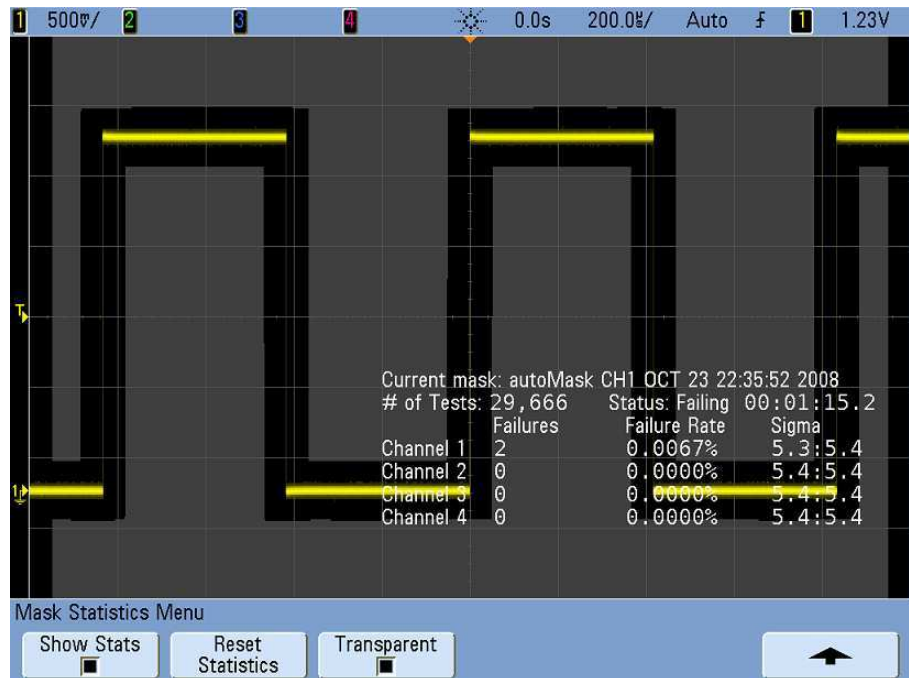 1 500mV/ 2 3 4 0.0s 200.0㎲/ Auto 1 1.23V
T
Current mask: autoMask CH1 OCT 23 22:35:52 2008
# of Tests: 29,666 Status: Failing 00:01:15.2
Failures Failure Rate Sigma
Channel 1 2 0.0067% 5.3:5.4
Channel 2 0 0.0000% 5.4:5.4
1 Channel 3 0 0.0000% 5.4:5.4
Channel 4 0 0.0000% 5.4:5.4
Mask Statistics Menu
Show Stats Reset Transparent
Statistics